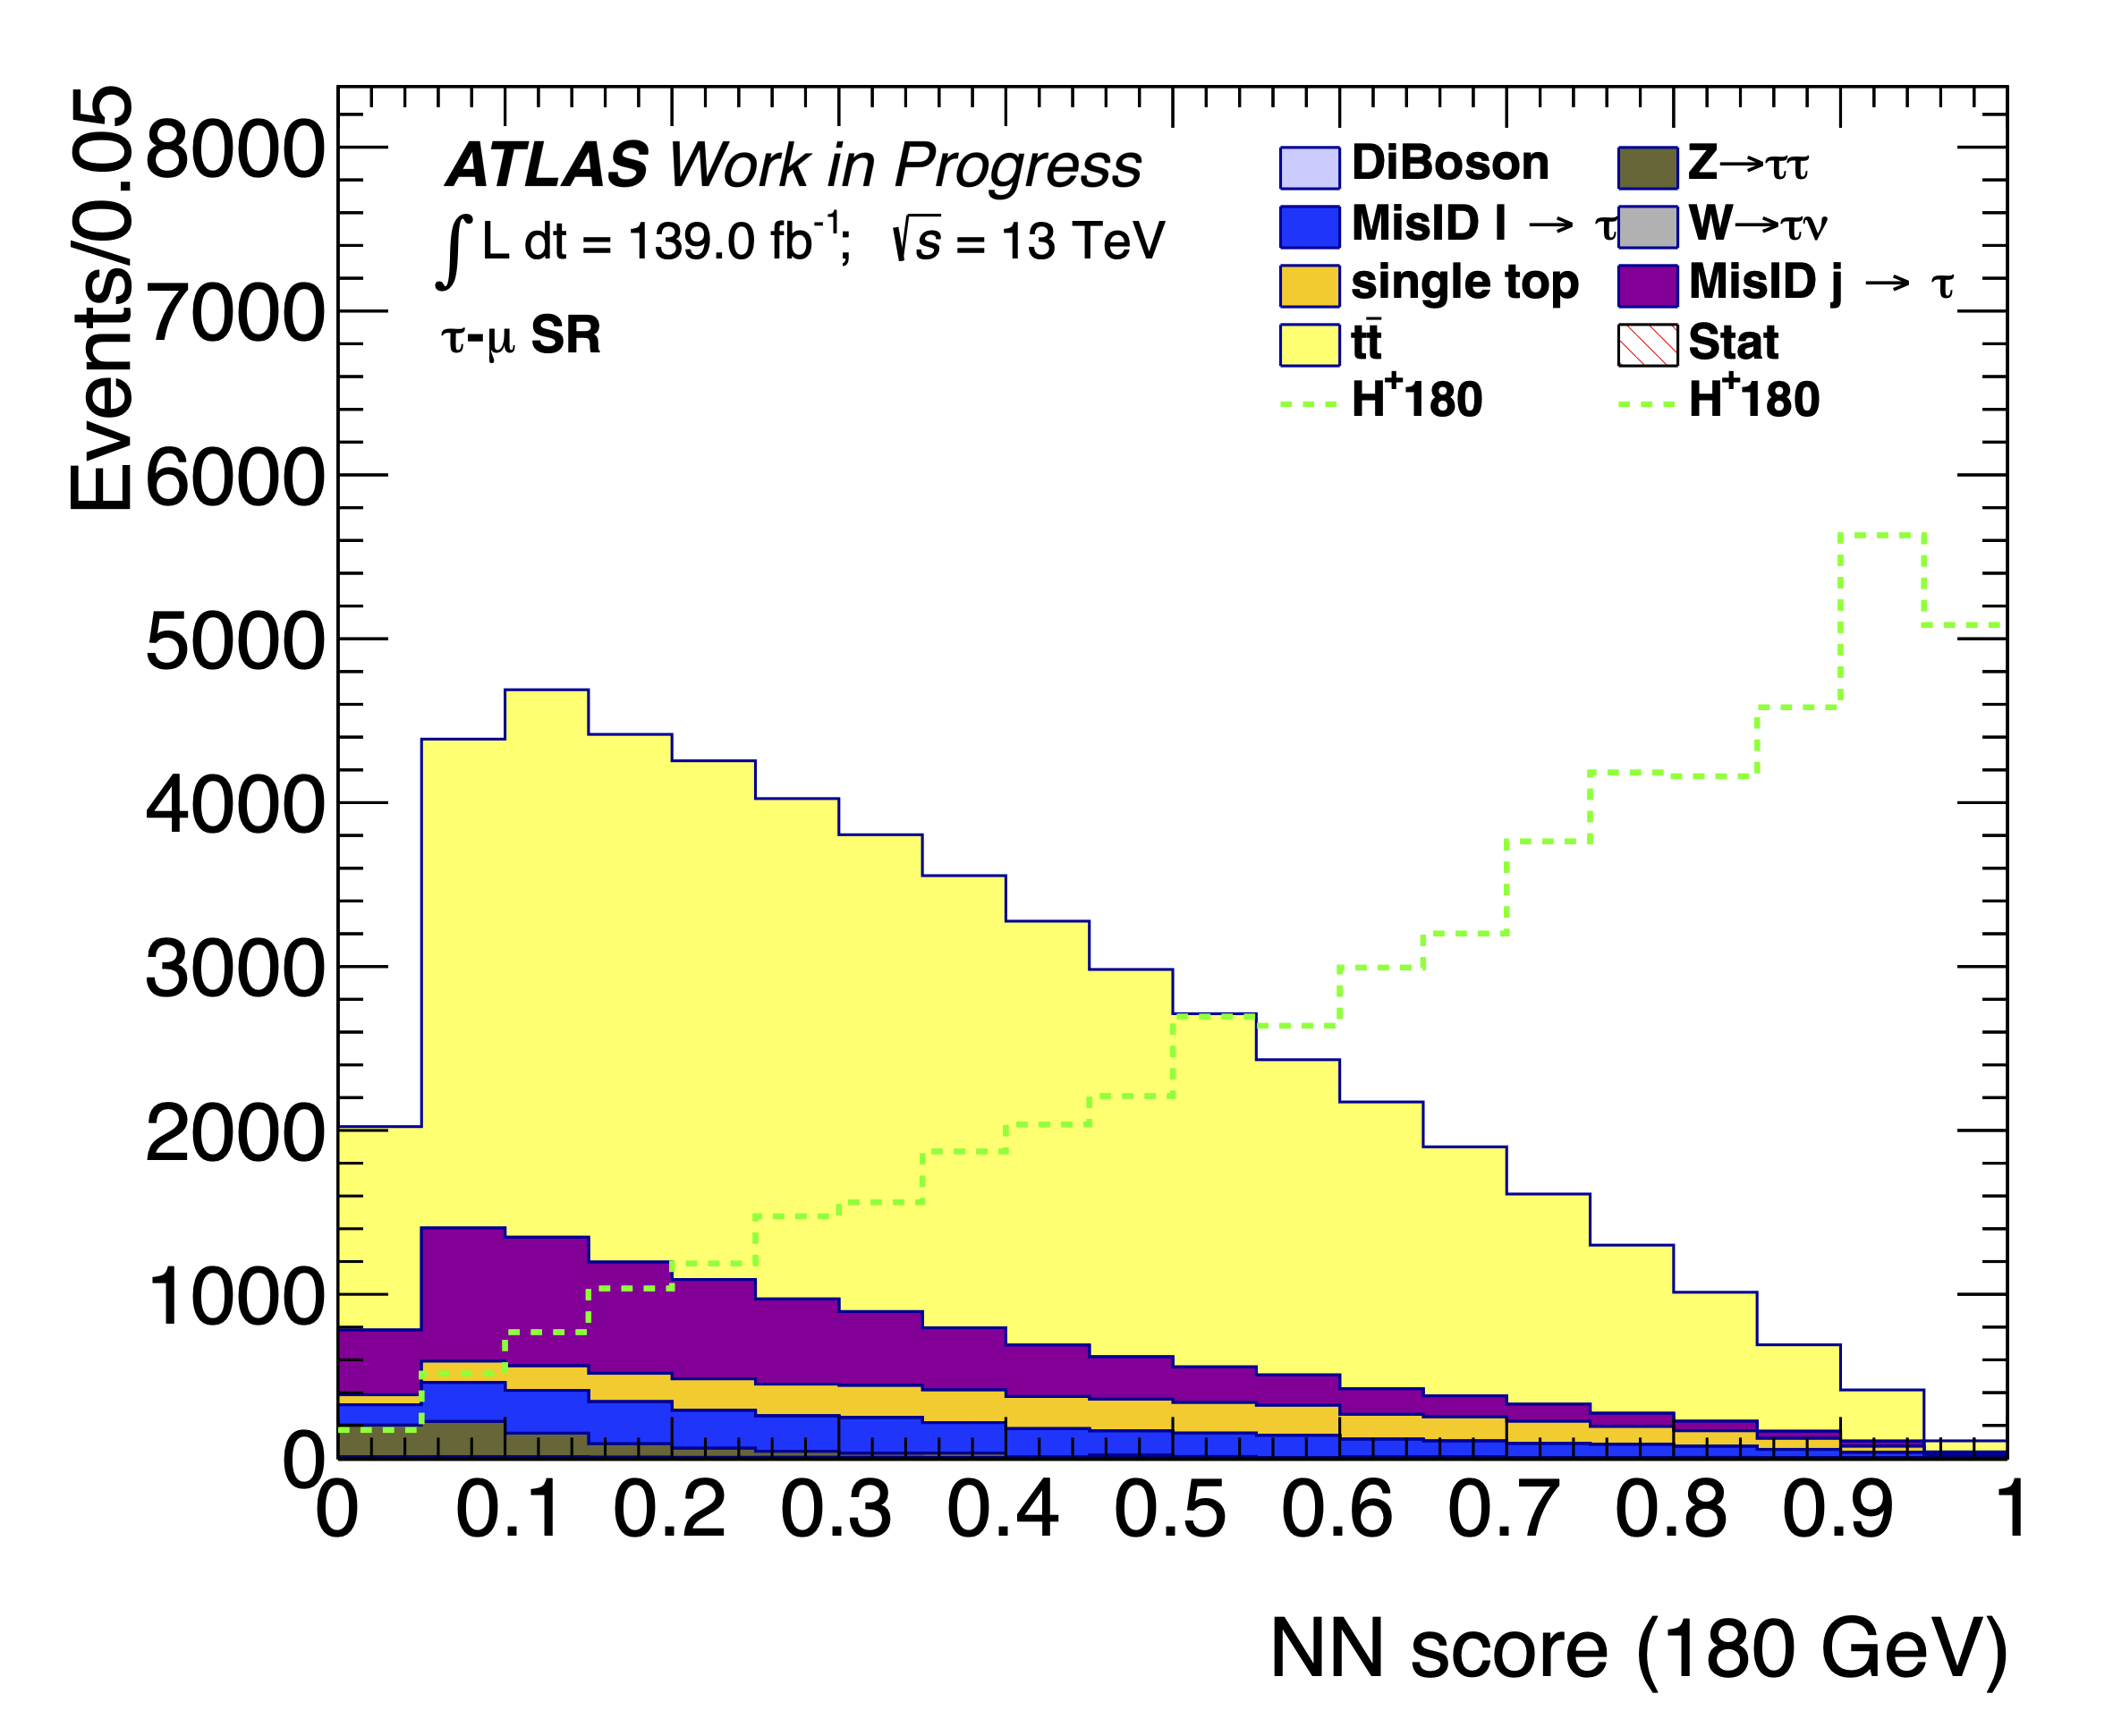 Events/0.05
8000
7000
6000
5000
4000
3000
2000
1000
0
ATLAS Work in Progress
∫ L dt = 139.0 fb⁻¹; √s = 13 TeV
τ-μ SR
DiBoson
Z→ττ
MisID l → τ
W→τν
single top
MisID j → τ
tt̄
Stat
H⁺180
H⁺180
0 0.1 0.2 0.3 0.4 0.5 0.6 0.7 0.8 0.9 1
NN score (180 GeV)